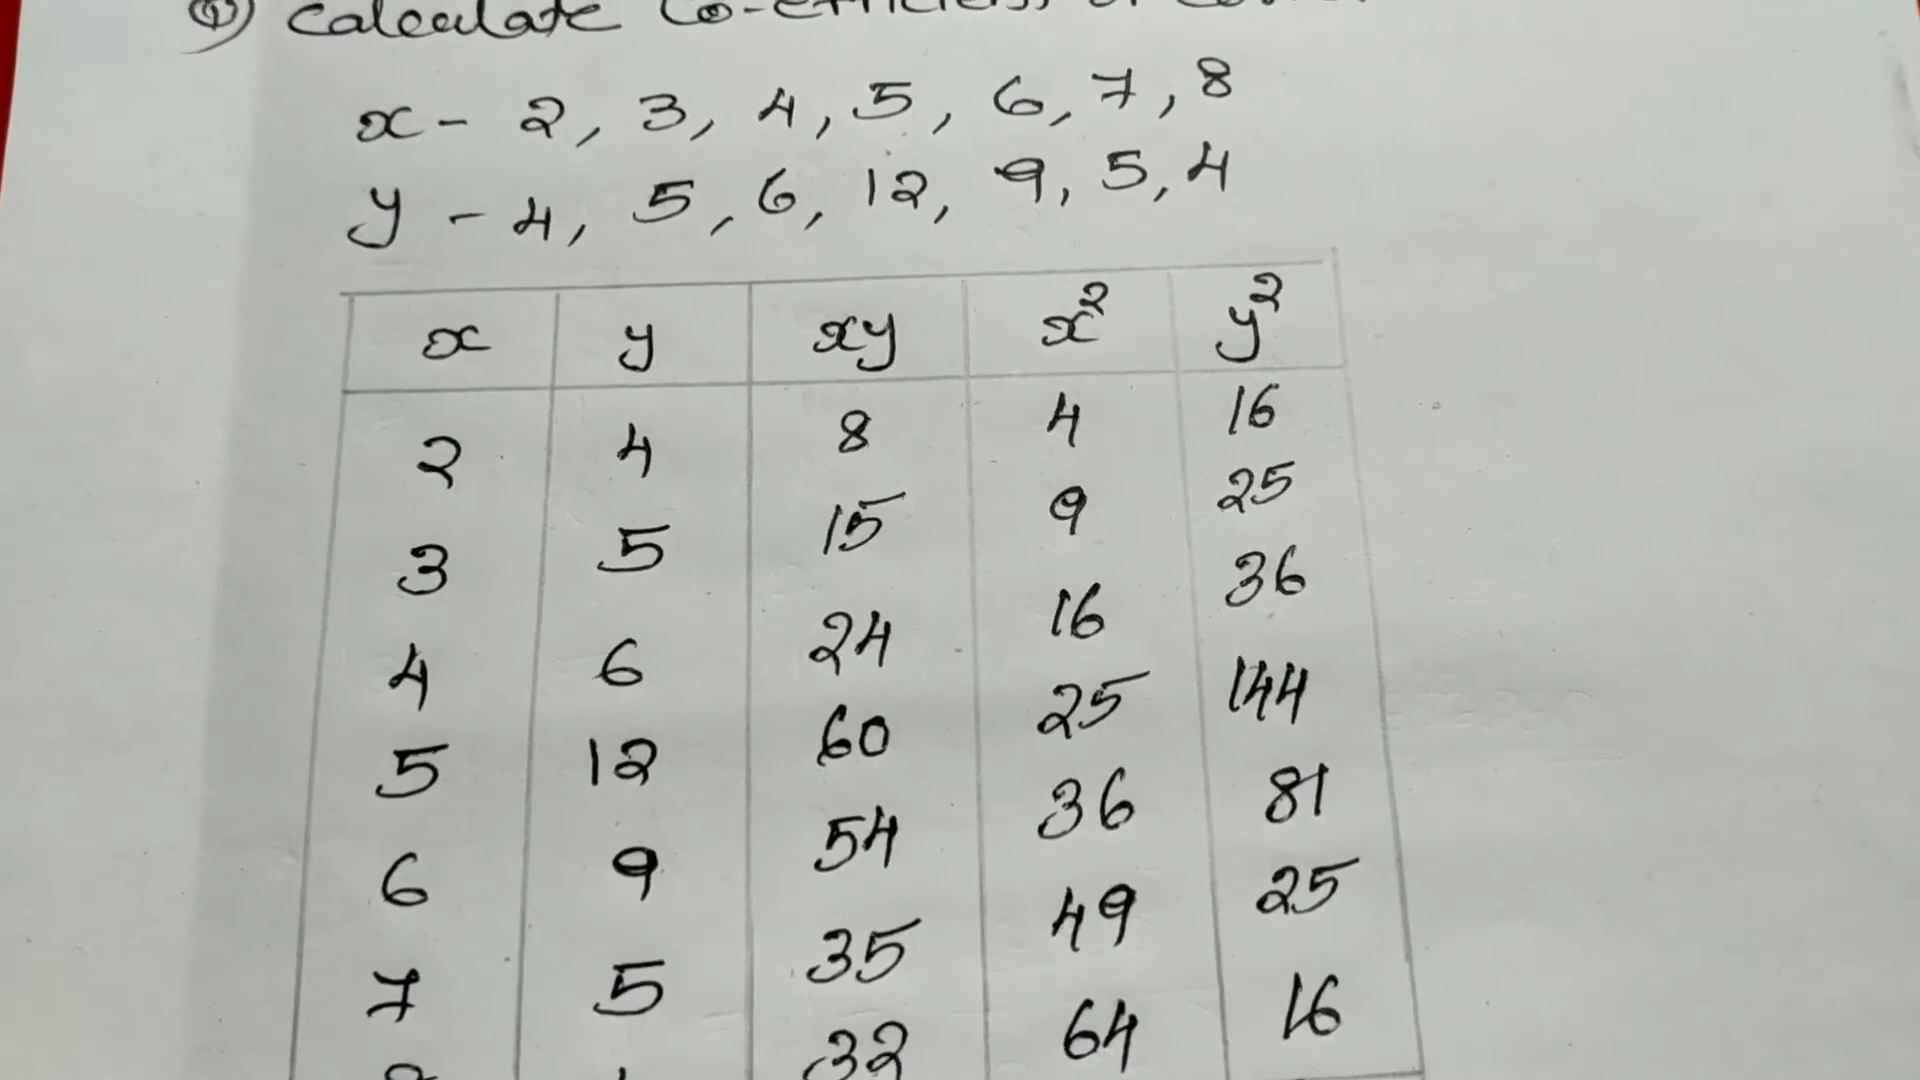 Calculate
x - 2, 3, 4, 5, 6, 7, 8
y - 4, 5, 6, 12, 9, 5, 4
x y xy x² y²
2 4 8 4 16
3 5 15 9 25
4 6 24 16 36
5 12 60 25 144
6 9 54 36 81
7 5 35 49 25
32 64 16